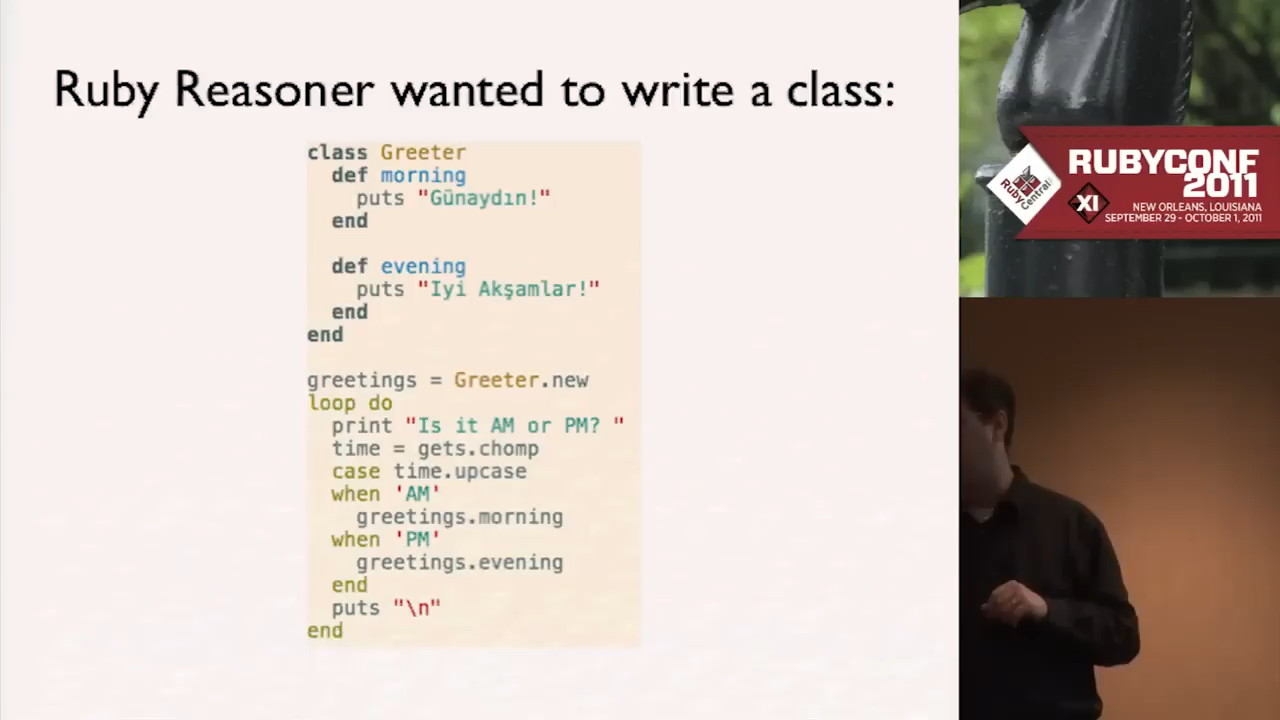 Ruby Reasoner wanted to write a class:
class Greeter
  def morning
    puts "Günaydın!"
  end

  def evening
    puts "Iyi Akşamlar!"
  end
end

greetings = Greeter.new
loop do
  print "Is it AM or PM? "
  time = gets.chomp
  case time.upcase
  when 'AM'
    greetings.morning
  when 'PM'
    greetings.evening
  end
  puts "\n"
end
RubyCentral
RUBYCONF
2011
XI
NEW ORLEANS, LOUISIANA
SEPTEMBER 29 - OCTOBER 1, 2011